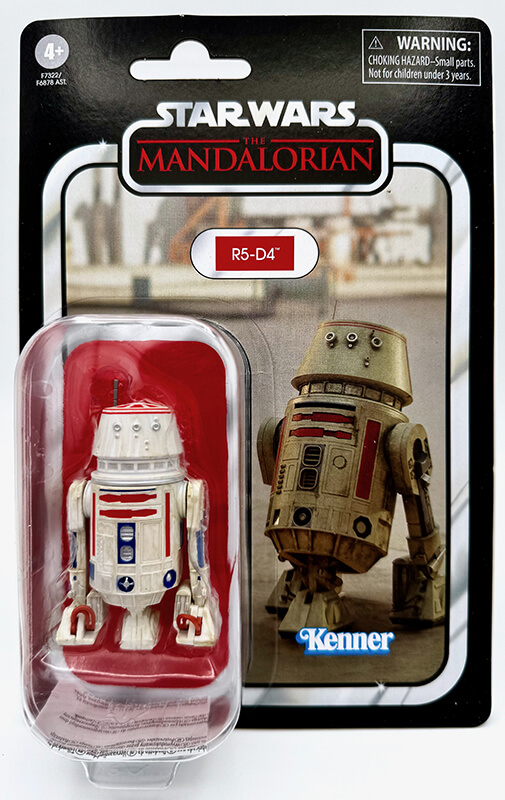 4+
F7322/
F6878 AST.
⚠ WARNING:
CHOKING HAZARD–Small parts.
Not for children under 3 years.
STAR WARS
THE
MANDALORIAN
R5-D4™
Kenner